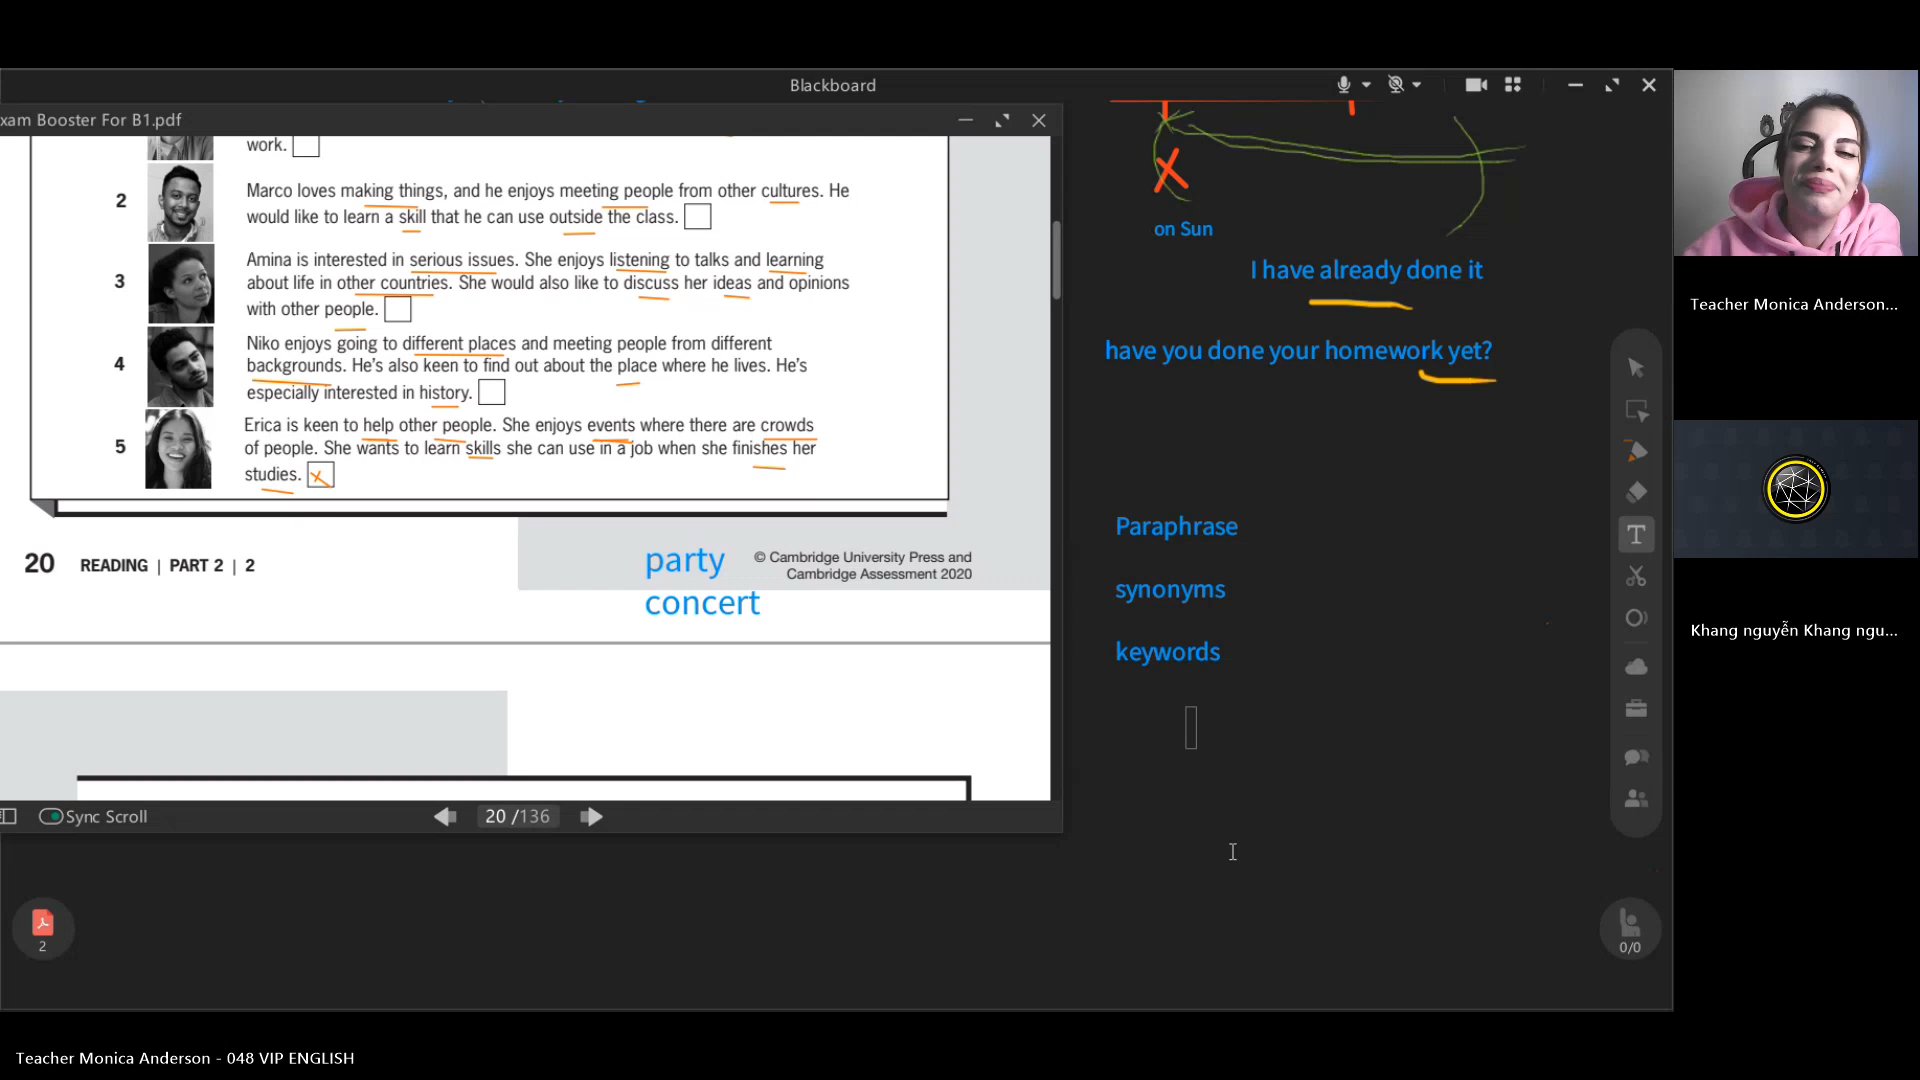 Blackboard
xam Booster For B1.pdf
work.
2
Marco loves making things, and he enjoys meeting people from other cultures. He
would like to learn a skill that he can use outside the class.
3
Amina is interested in serious issues. She enjoys listening to talks and learning
about life in other countries. She would also like to discuss her ideas and opinions
with other people.
4
Niko enjoys going to different places and meeting people from different
backgrounds. He's also keen to find out about the place where he lives. He's
especially interested in history.
5
Erica is keen to help other people. She enjoys events where there are crowds
of people. She wants to learn skills she can use in a job when she finishes her
studies.
20 READING | PART 2 | 2
© Cambridge University Press and
Cambridge Assessment 2020
party
concert
Sync Scroll
20 /136
2
X
on Sun
I have already done it
have you done your homework yet?
Paraphrase
synonyms
keywords
T
0/0
Teacher Monica Anderson...
Khang nguyễn Khang ngu...
Teacher Monica Anderson - 048 VIP ENGLISH